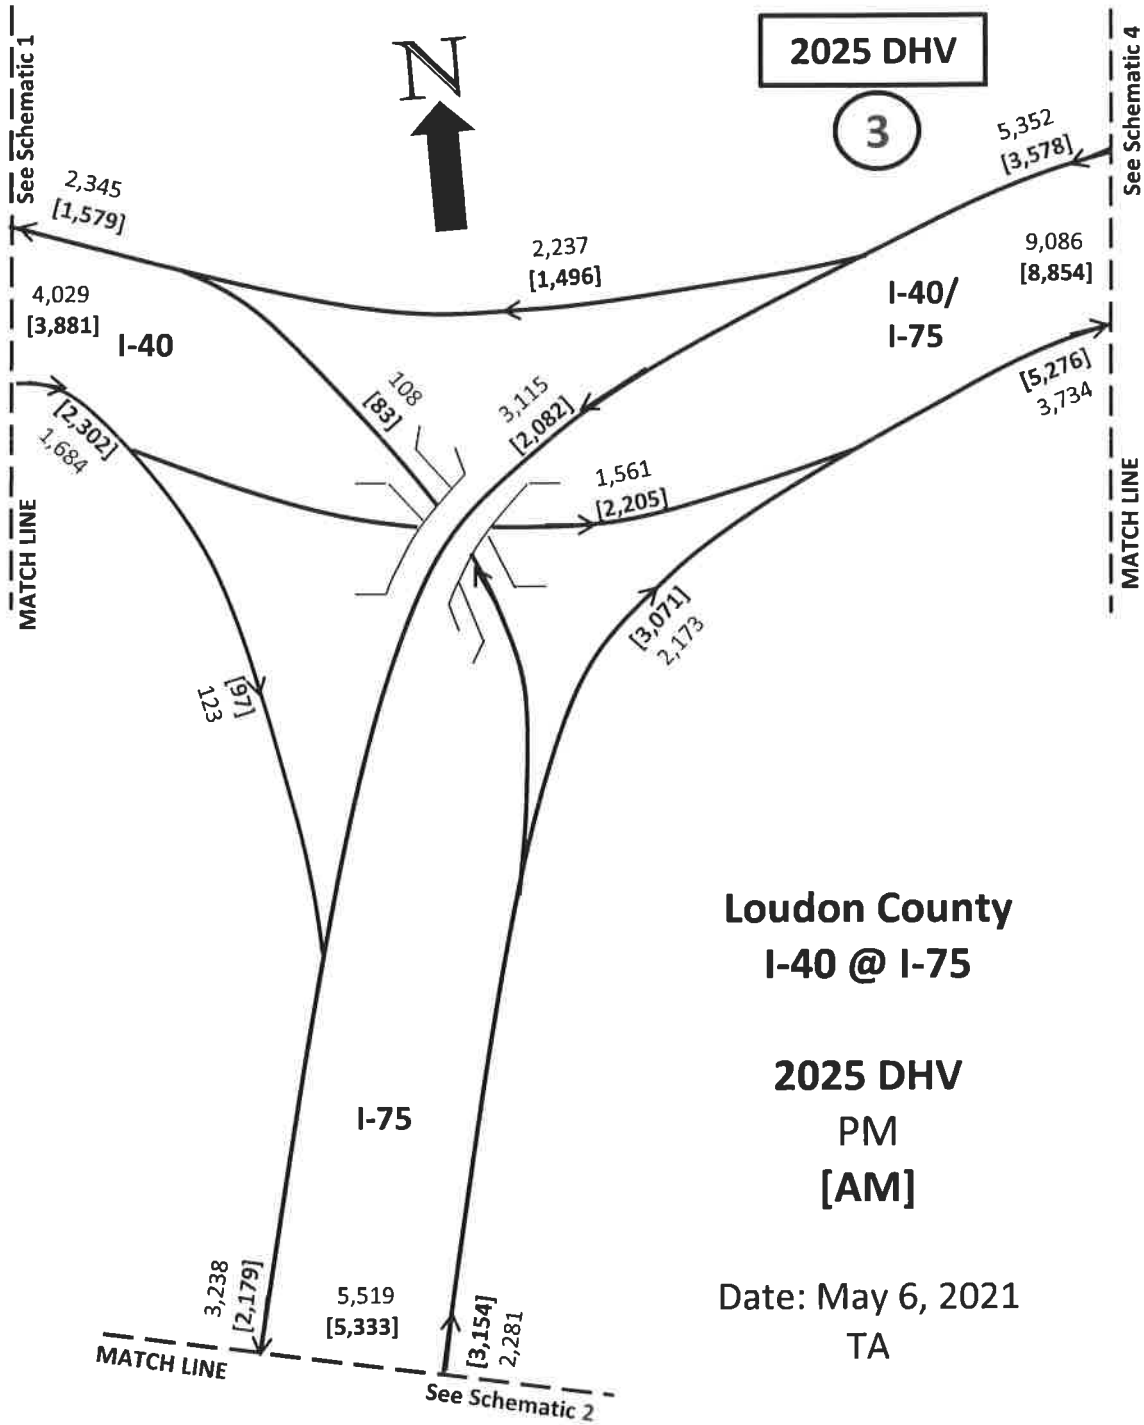 See Schematic 1
N
2025 DHV
3
See Schematic 4
5,352
[3,578]
2,345
[1,579]
2,237
[1,496]
9,086
[8,854]
I-40/
I-75
4,029
[3,881]
I-40
108
[83]
3,115
[2,082]
[5,276]
3,734
[2,302]
1,684
1,561
[2,205]
MATCH LINE
MATCH LINE
[3,071]
2,173
[97]
123
Loudon County
I-40 @ I-75
2025 DHV
PM
[AM]
I-75
3,238
[2,179]
5,519
[5,333]
[3,154]
2,281
Date: May 6, 2021
TA
MATCH LINE
See Schematic 2